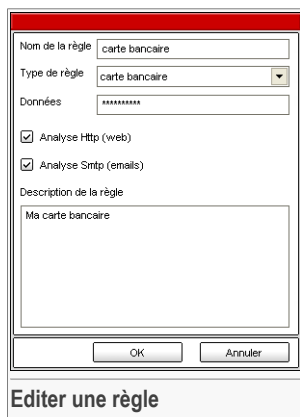 Nom de la règle carte bancaire
Type de règle carte bancaire
Données **********
Analyse Http (web)
Analyse Smtp (emails)
Description de la règle
Ma carte bancaire
OK Annuler
Editer une règle